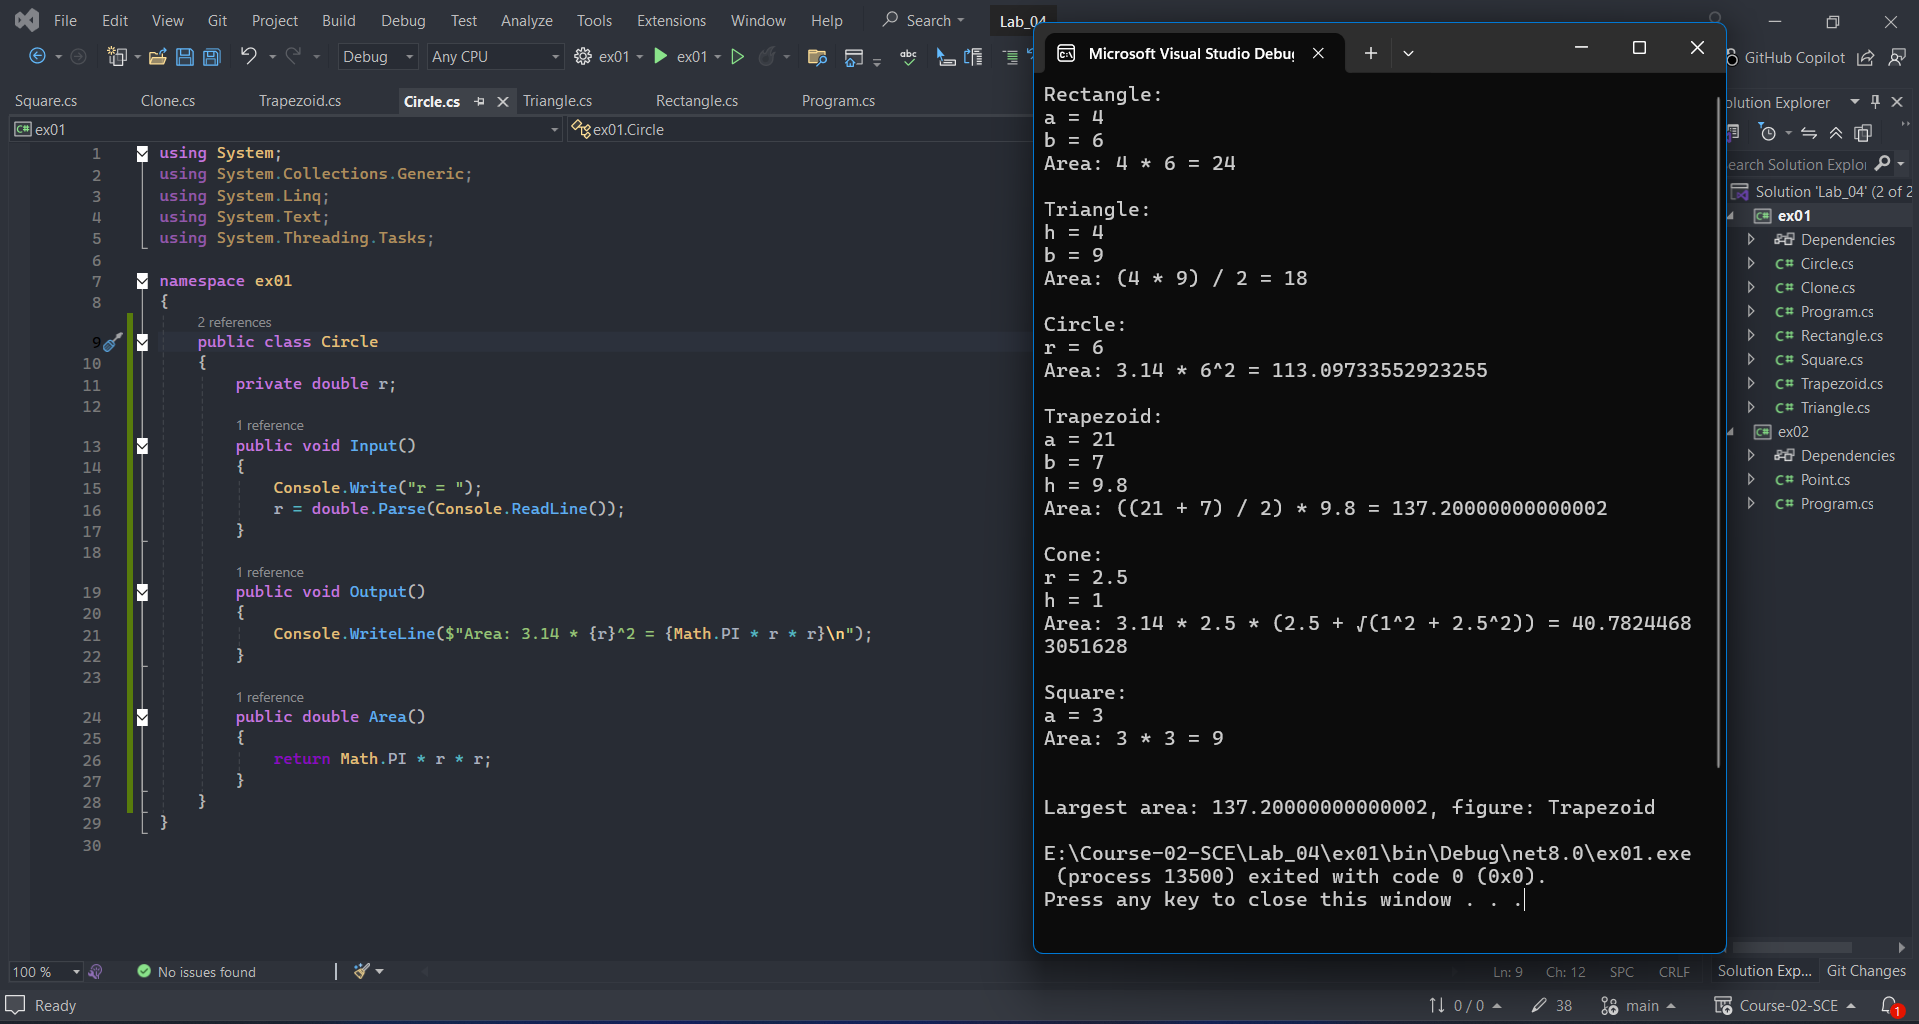 File Edit View Git Project Build Debug Test Analyze Tools Extensions Window Help Search Lab_04
Debug Any CPU ex01 ex01 abc GitHub Copilot
Square.cs Clone.cs Trapezoid.cs Circle.cs Triangle.cs Rectangle.cs Program.cs
C# ex01 ex01.Circle
1 using System;
2 using System.Collections.Generic;
3 using System.Linq;
4 using System.Text;
5 using System.Threading.Tasks;
6
7 namespace ex01
8 {
2 references
9 public class Circle
10 {
11 private double r;
12
1 reference
13 public void Input()
14 {
15 Console.Write("r = ");
16 r = double.Parse(Console.ReadLine());
17 }
18
1 reference
19 public void Output()
20 {
21 Console.WriteLine($"Area: 3.14 * {r}^2 = {Math.PI * r * r}\n");
22 }
23
1 reference
24 public double Area()
25 {
26 return Math.PI * r * r;
27 }
28 }
29 }
30
100 % No issues found Ln: 9 Ch: 12 SPC CRLF
Microsoft Visual Studio Debug
Rectangle:
a = 4
b = 6
Area: 4 * 6 = 24
Triangle:
h = 4
b = 9
Area: (4 * 9) / 2 = 18
Circle:
r = 6
Area: 3.14 * 6^2 = 113.09733552923255
Trapezoid:
a = 21
b = 7
h = 9.8
Area: ((21 + 7) / 2) * 9.8 = 137.20000000000002
Cone:
r = 2.5
h = 1
Area: 3.14 * 2.5 * (2.5 + √(1^2 + 2.5^2)) = 40.7824468
3051628
Square:
a = 3
Area: 3 * 3 = 9
Largest area: 137.20000000000002, figure: Trapezoid
E:\Course-02-SCE\Lab_04\ex01\bin\Debug\net8.0\ex01.exe
(process 13500) exited with code 0 (0x0).
Press any key to close this window . . .
olution Explorer
earch Solution Explor
Solution 'Lab_04' (2 of 2
C# ex01
Dependencies
C# Circle.cs
C# Clone.cs
C# Program.cs
C# Rectangle.cs
C# Square.cs
C# Trapezoid.cs
C# Triangle.cs
C# ex02
Dependencies
C# Point.cs
C# Program.cs
Solution Exp... Git Changes
Ready 0 / 0 38 main Course-02-SCE 1